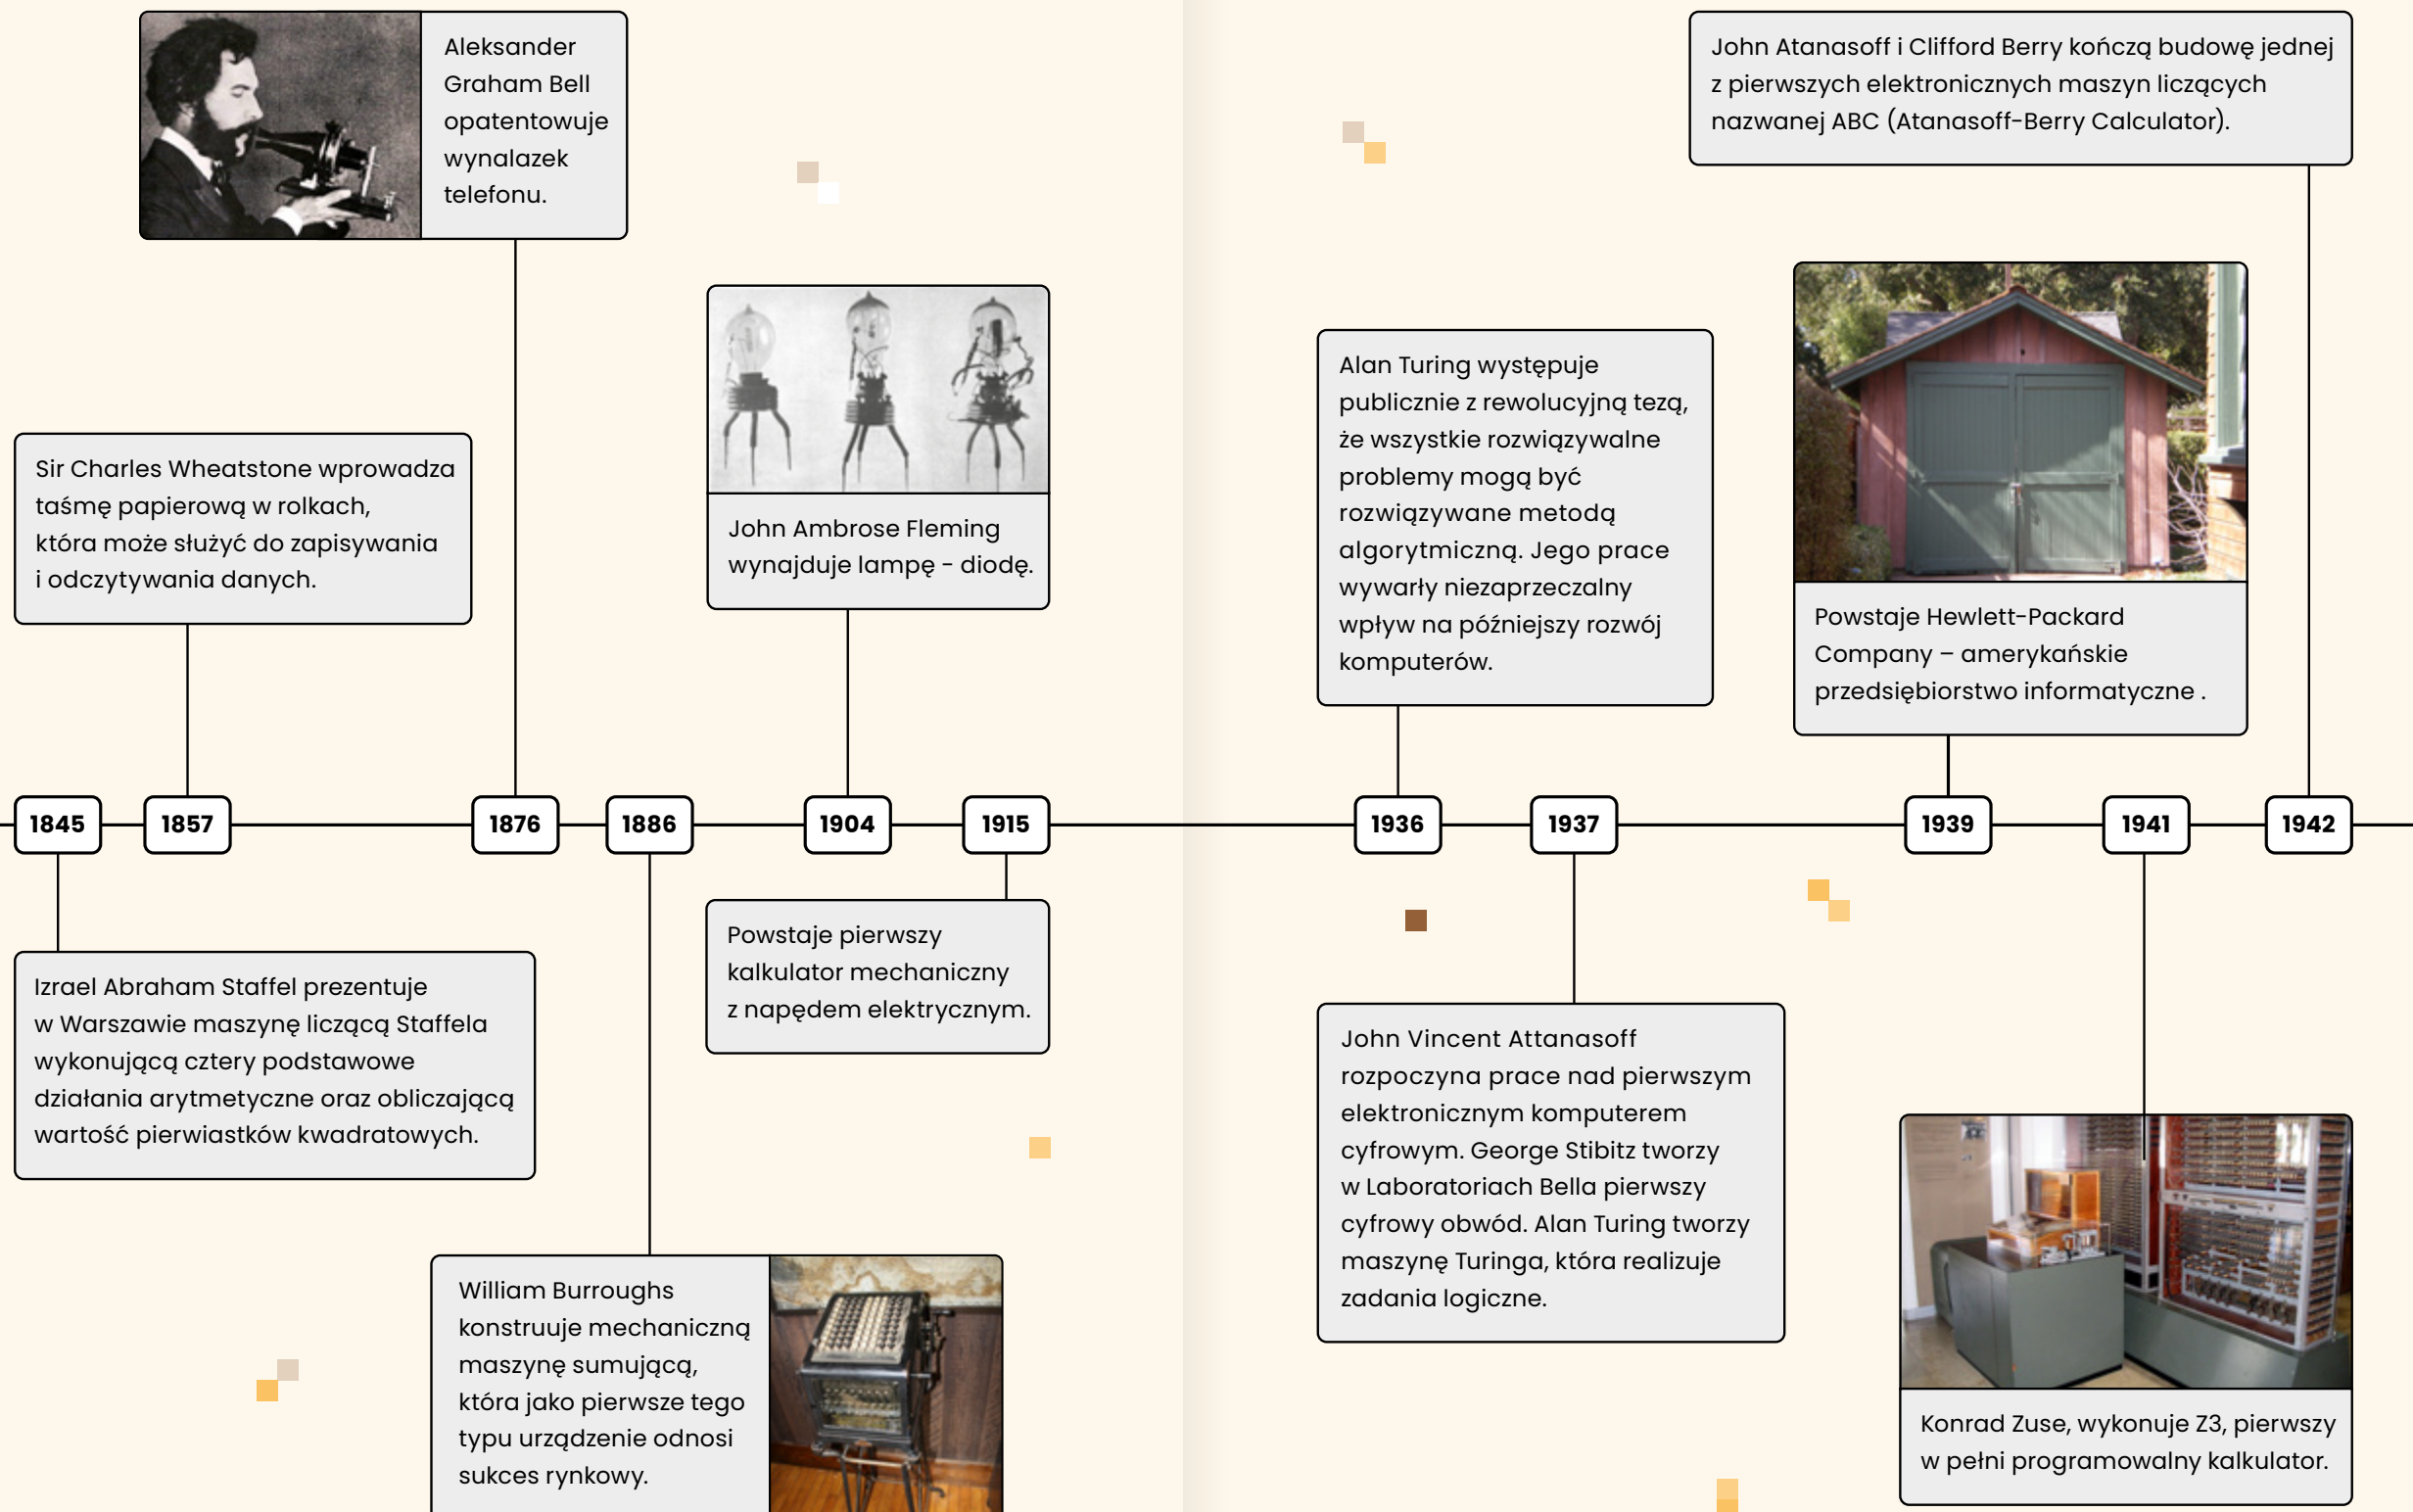 Aleksander
Graham Bell
opatentowuje
wynalazek
telefonu.
John Atanasoff i Clifford Berry kończą budowę jednej
z pierwszych elektronicznych maszyn liczących
nazwanej ABC (Atanasoff-Berry Calculator).
Sir Charles Wheatstone wprowadza
taśmę papierową w rolkach,
która może służyć do zapisywania
i odczytywania danych.
John Ambrose Fleming
wynajduje lampę - diodę.
Alan Turing występuje
publicznie z rewolucyjną tezą,
że wszystkie rozwiązywalne
problemy mogą być
rozwiązywane metodą
algorytmiczną. Jego prace
wywarły niezaprzeczalny
wpływ na późniejszy rozwój
komputerów.
Powstaje Hewlett-Packard
Company – amerykańskie
przedsiębiorstwo informatyczne .
1845
1857
1876
1886
1904
1915
1936
1937
1939
1941
1942
Izrael Abraham Staffel prezentuje
w Warszawie maszynę liczącą Staffela
wykonującą cztery podstawowe
działania arytmetyczne oraz obliczającą
wartość pierwiastków kwadratowych.
Powstaje pierwszy
kalkulator mechaniczny
z napędem elektrycznym.
John Vincent Attanasoff
rozpoczyna prace nad pierwszym
elektronicznym komputerem
cyfrowym. George Stibitz tworzy
w Laboratoriach Bella pierwszy
cyfrowy obwód. Alan Turing tworzy
maszynę Turinga, która realizuje
zadania logiczne.
William Burroughs
konstruuje mechaniczną
maszynę sumującą,
która jako pierwsze tego
typu urządzenie odnosi
sukces rynkowy.
Konrad Zuse, wykonuje Z3, pierwszy
w pełni programowalny kalkulator.